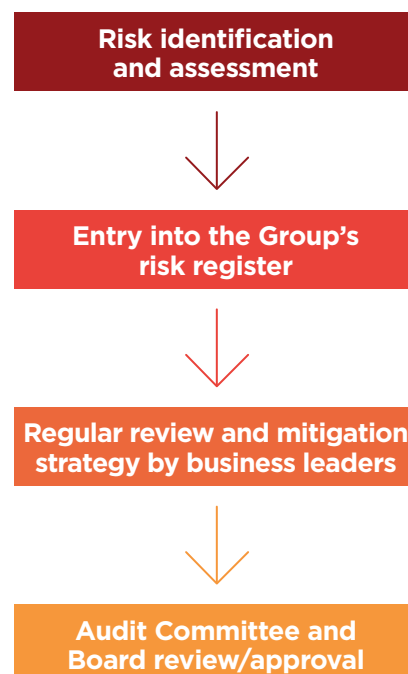 Risk identification
and assessment
Entry into the Group’s
risk register
Regular review and mitigation
strategy by business leaders
Audit Committee and
Board review/approval